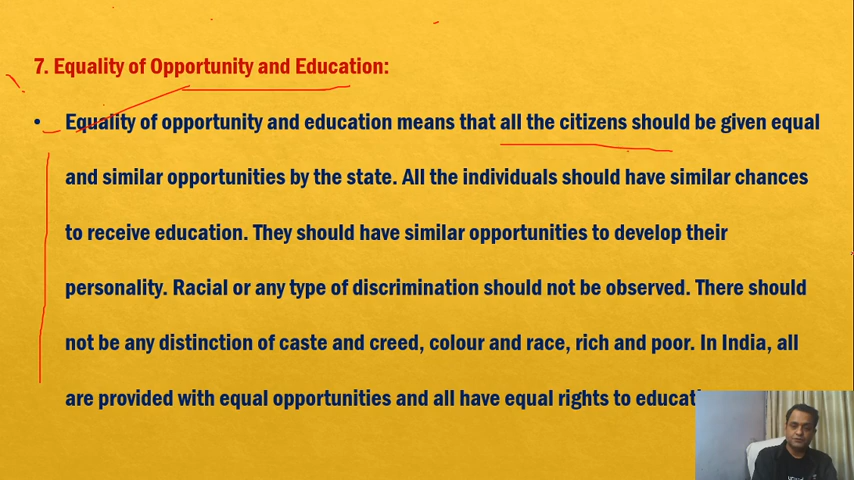 7. Equality of Opportunity and Education:
• Equality of opportunity and education means that all the citizens should be given equal
and similar opportunities by the state. All the individuals should have similar chances
to receive education. They should have similar opportunities to develop their
personality. Racial or any type of discrimination should not be observed. There should
not be any distinction of caste and creed, colour and race, rich and poor. In India, all
are provided with equal opportunities and all have equal rights to